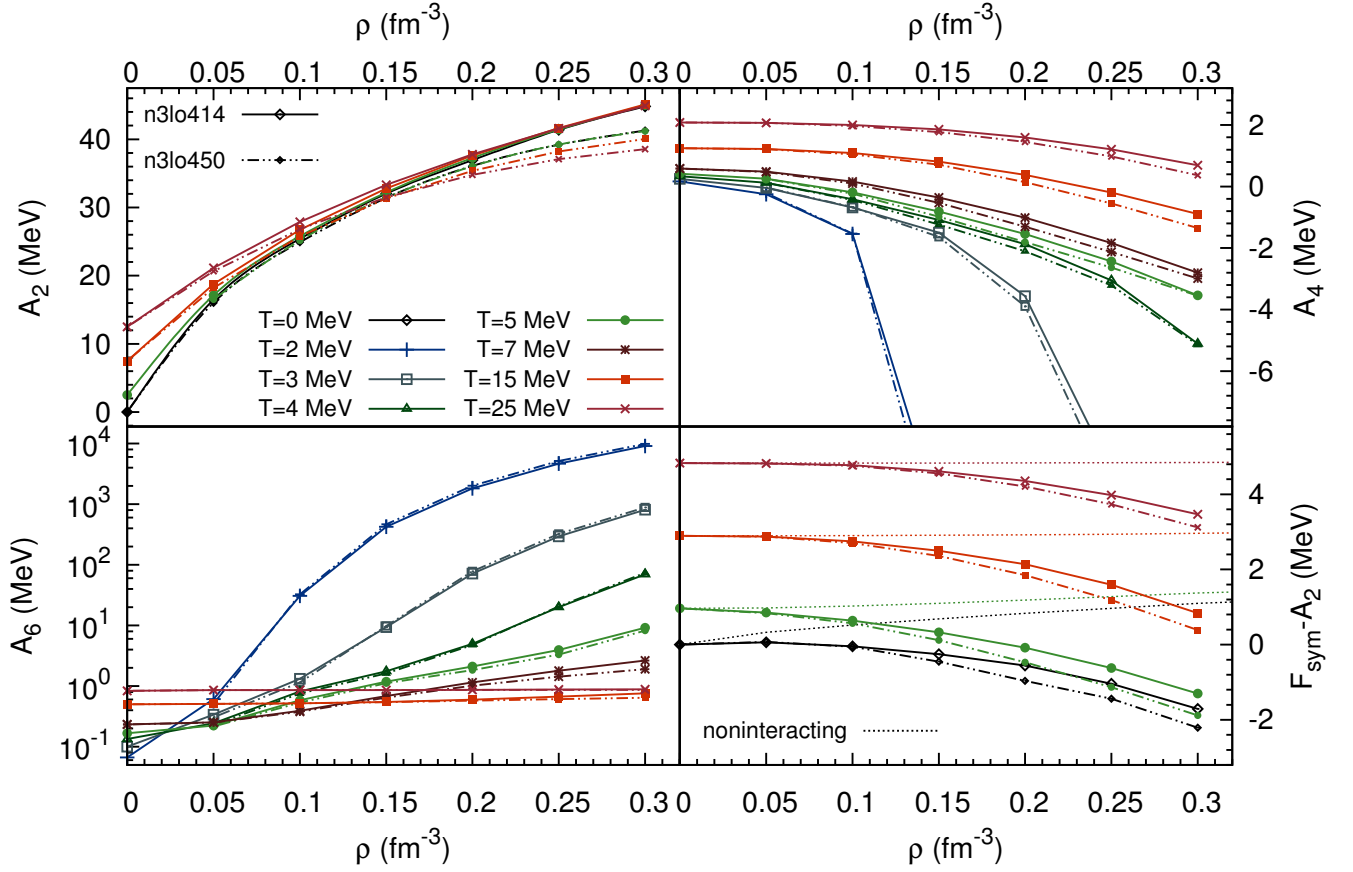 ρ (fm⁻³) ρ (fm⁻³)
0 0.05 0.1 0.15 0.2 0.25 0.3 0 0.05 0.1 0.15 0.2 0.25 0.3
n3lo414
n3lo450
A₂ (MeV)
40
30
20
10
0
T=0 MeV T=5 MeV
T=2 MeV T=7 MeV
T=3 MeV T=15 MeV
T=4 MeV T=25 MeV
2
0
-2
-4
-6
A₄ (MeV)
A₆ (MeV)
10⁴
10³
10²
10¹
10⁰
10⁻¹
4
2
0
-2
F_sym-A₂ (MeV)
noninteracting
0 0.05 0.1 0.15 0.2 0.25 0.3 0 0.05 0.1 0.15 0.2 0.25 0.3
ρ (fm⁻³) ρ (fm⁻³)